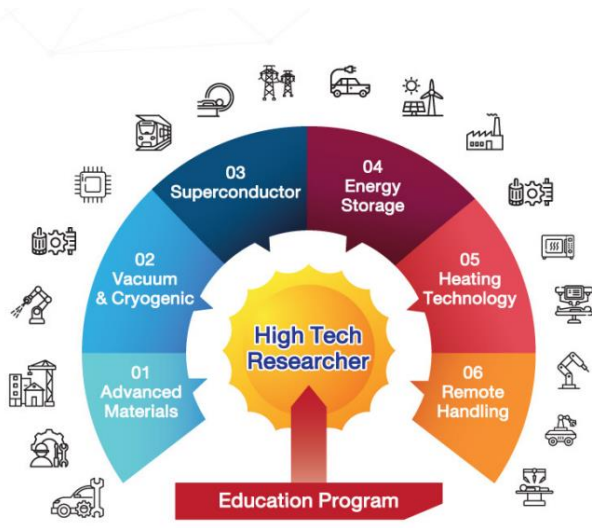 01
Advanced
Materials
02
Vacuum
& Cryogenic
03
Superconductor
04
Energy
Storage
05
Heating
Technology
06
Remote
Handling
High Tech
Researcher
Education Program